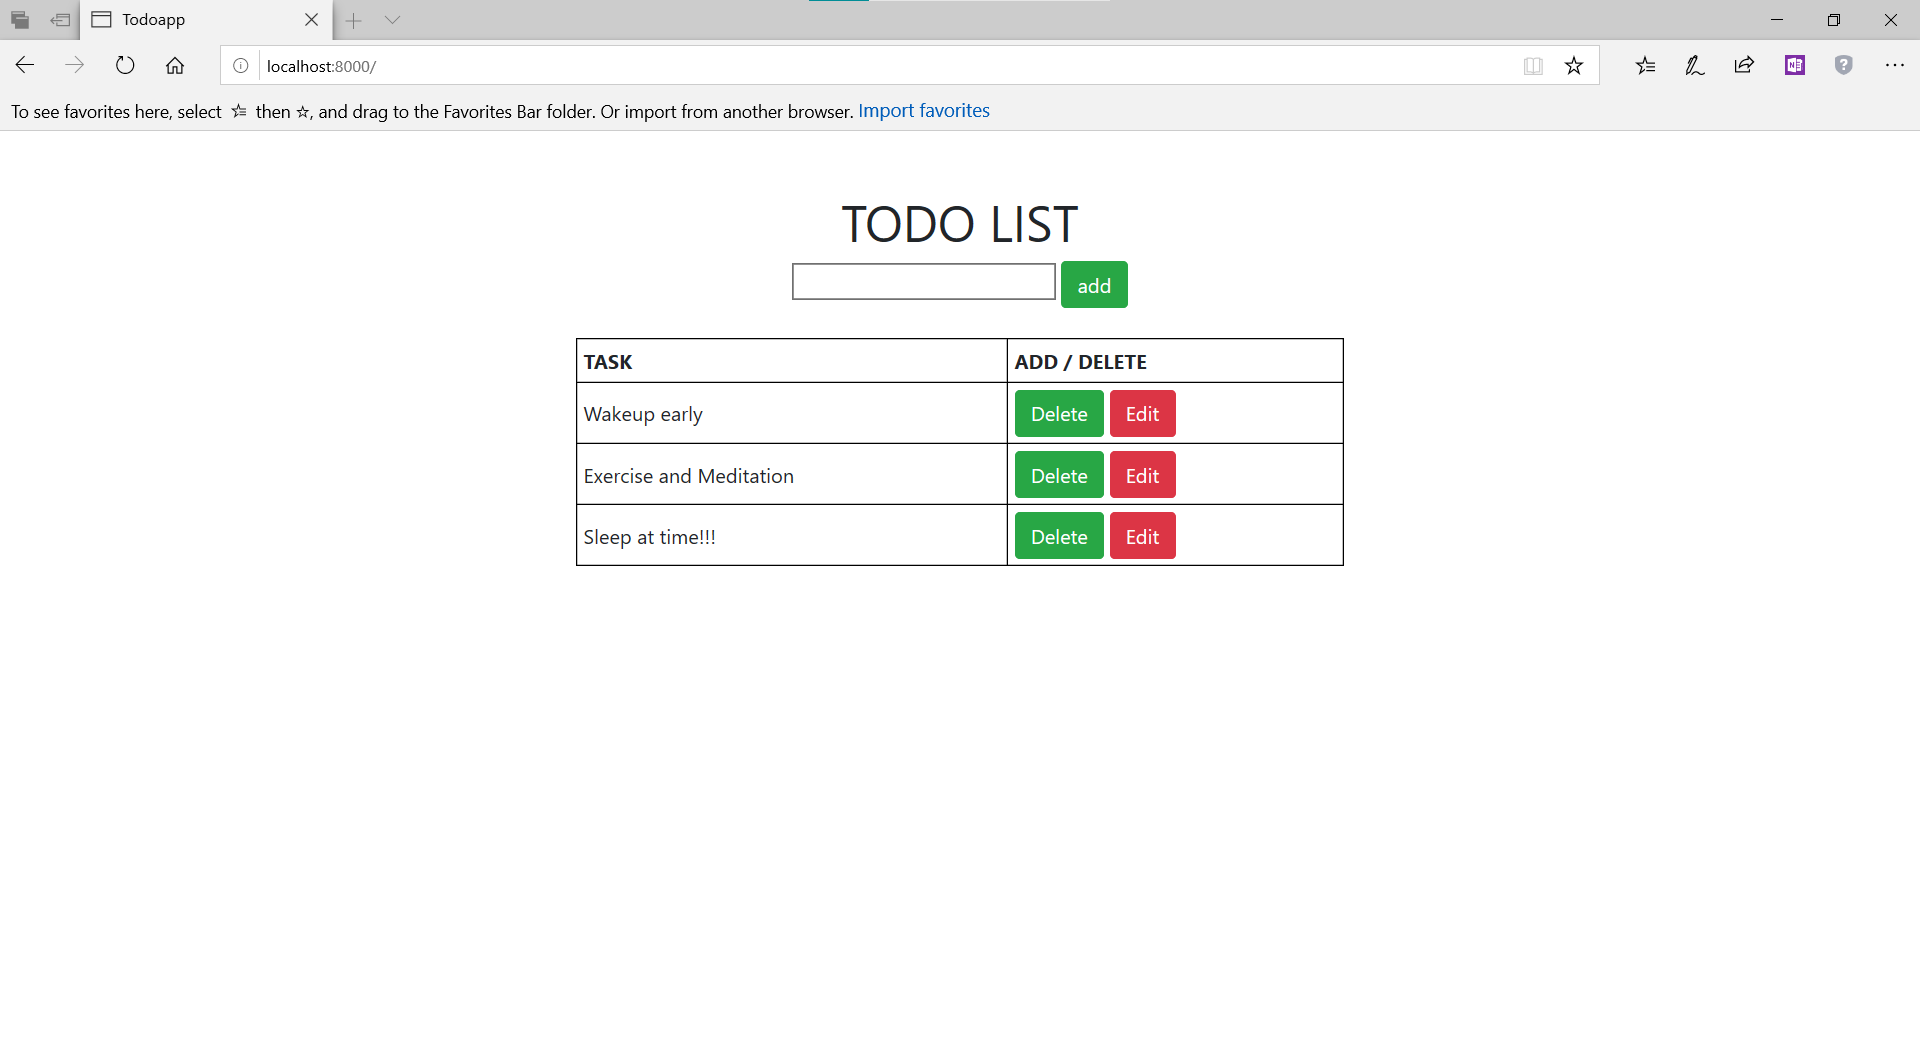 Todoapp
localhost:8000/
To see favorites here, select then , and drag to the Favorites Bar folder. Or import from another browser. Import favorites
TODO LIST
add
TASK ADD / DELETE
Wakeup early Delete Edit
Exercise and Meditation Delete Edit
Sleep at time!!! Delete Edit